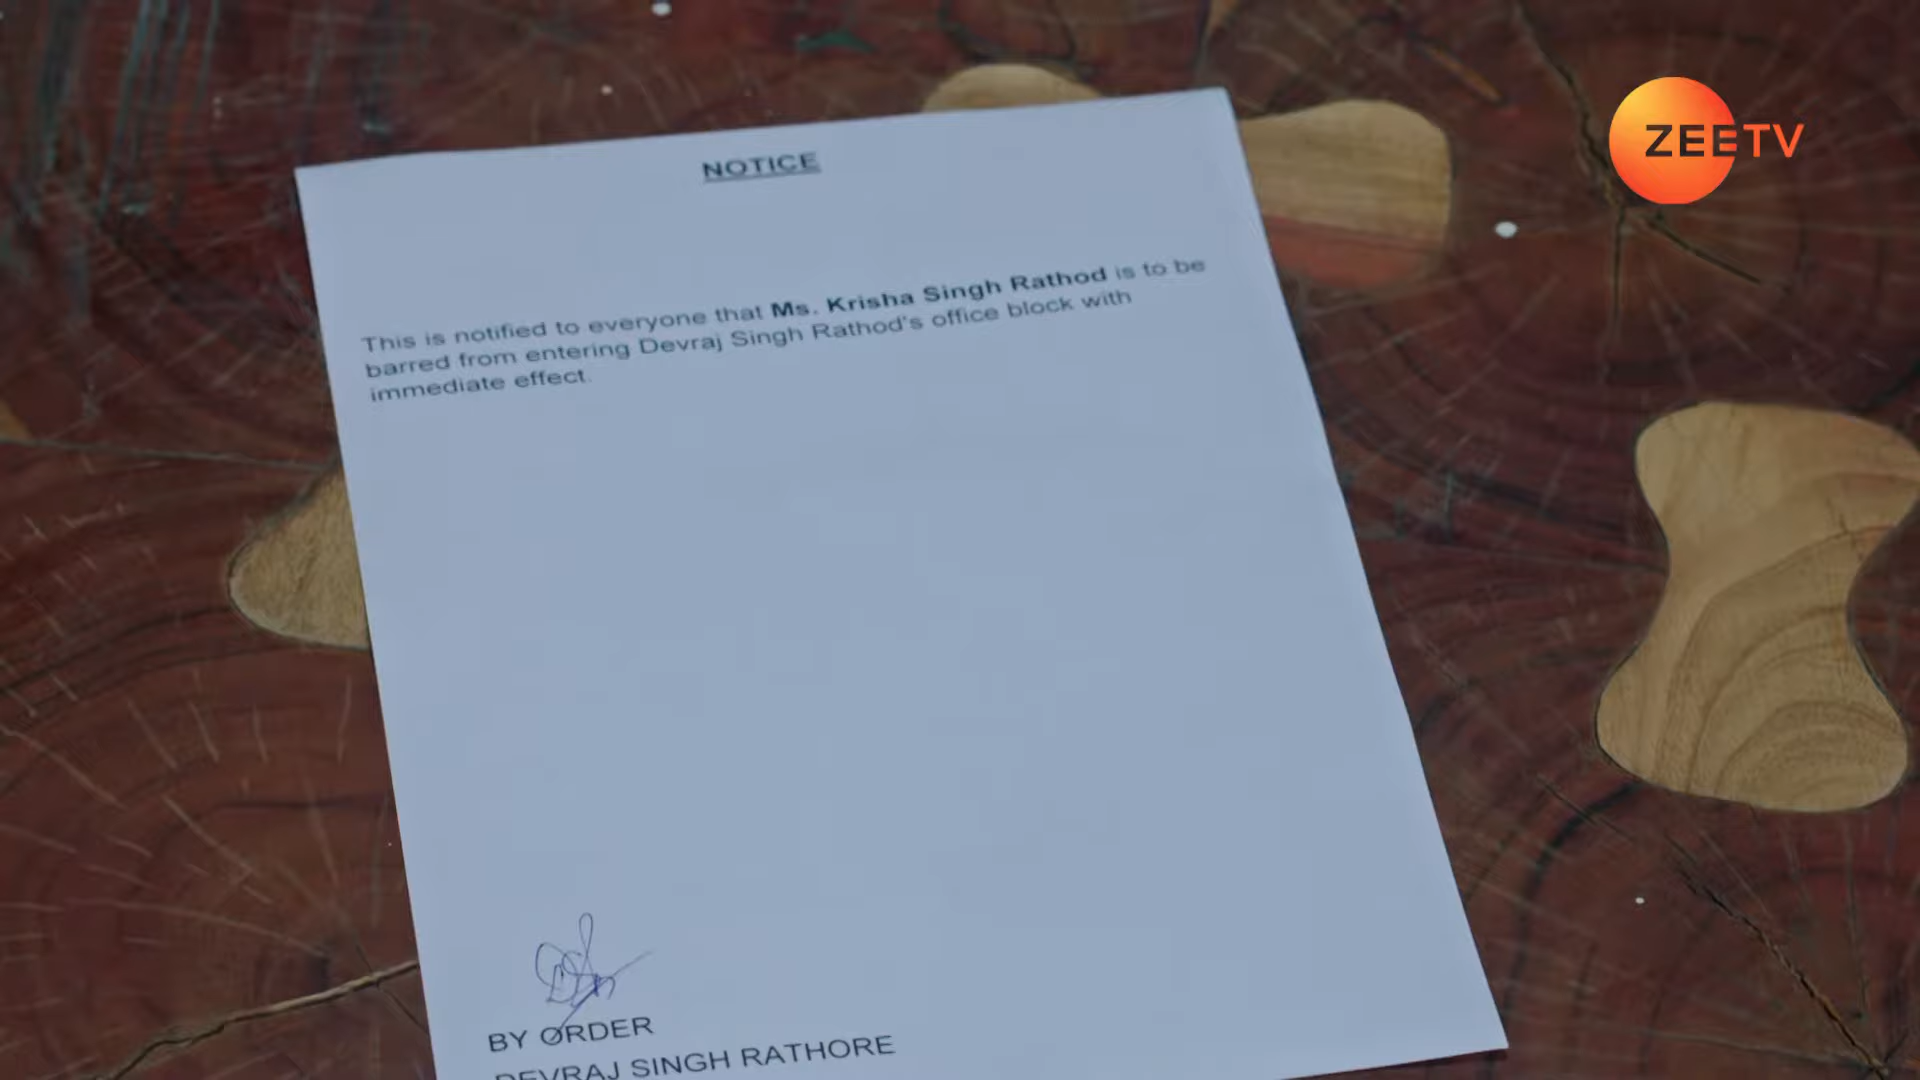 ZEETV
NOTICE
This is notified to everyone that Ms. Krisha Singh Rathod is to be
barred from entering Devraj Singh Rathod's office block with
immediate effect.
BY ORDER
DEVRAJ SINGH RATHORE